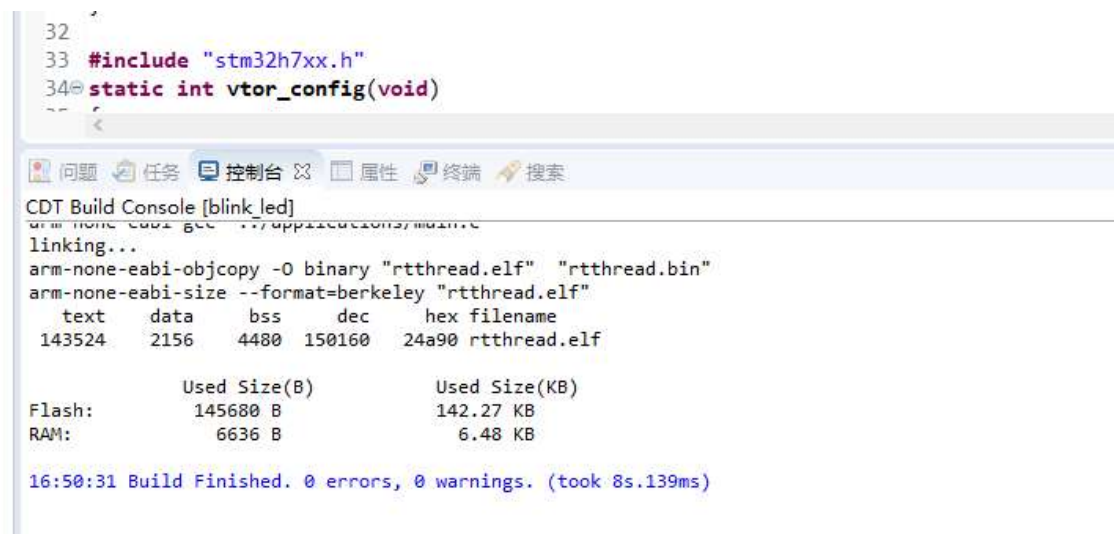 32
33 #include "stm32h7xx.h"
34 static int vtor_config(void)
问题 任务 控制台 属性 终端 搜索
CDT Build Console [blink_led]
linking...
arm-none-eabi-objcopy -O binary "rtthread.elf" "rtthread.bin"
arm-none-eabi-size --format=berkeley "rtthread.elf"
text data bss dec hex filename
143524 2156 4480 150160 24a90 rtthread.elf
Used Size(B) Used Size(KB)
Flash: 145680 B 142.27 KB
RAM: 6636 B 6.48 KB
16:50:31 Build Finished. 0 errors, 0 warnings. (took 8s.139ms)